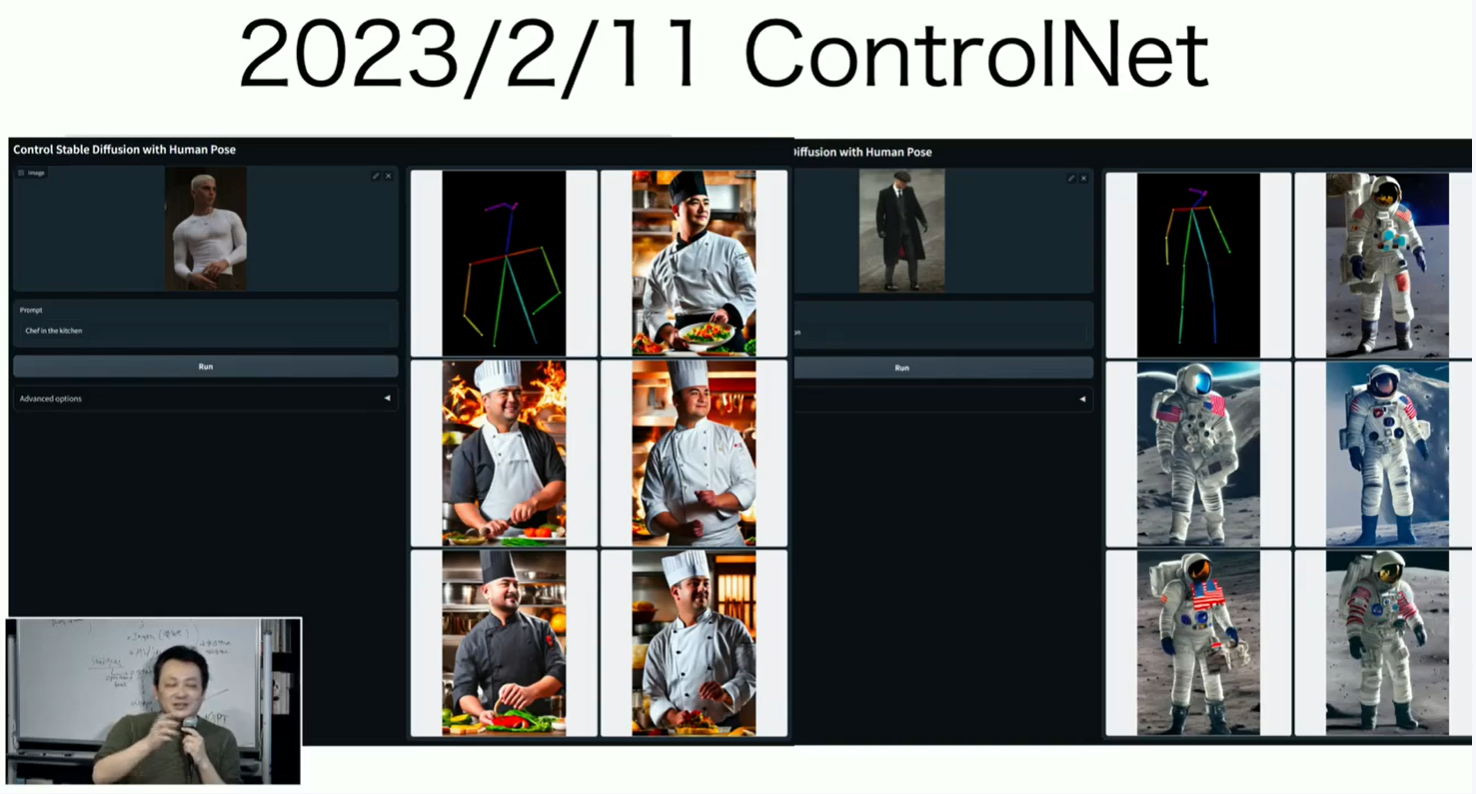 2023/2/11 ControlNet
Control Stable Diffusion with Human Pose
Image
Prompt
Chef in the kitchen
Run
Advanced options
Diffusion with Human Pose
on
Run